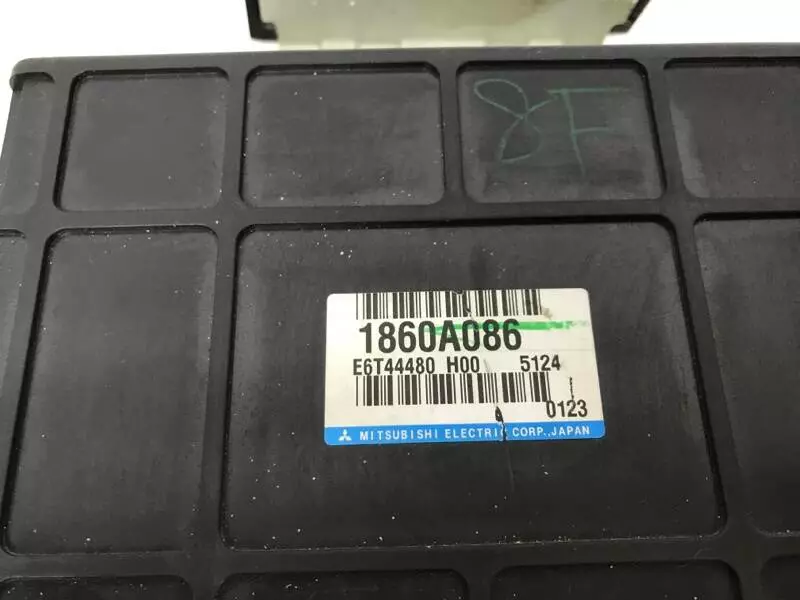 8F
1860A086
E6T44480 H00 5124
0123
MITSUBISHI ELECTRIC CORP.,JAPAN